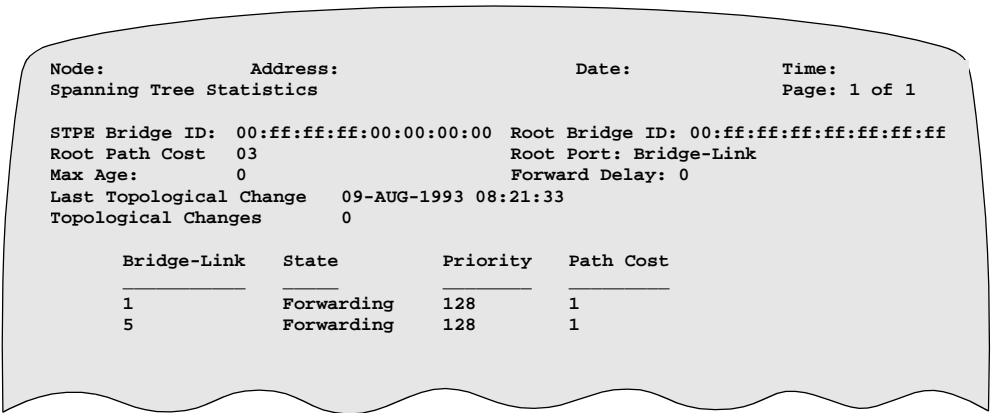 Node: Address: Date: Time:
Spanning Tree Statistics Page: 1 of 1
STPE Bridge ID: 00:ff:ff:ff:00:00:00:00 Root Bridge ID: 00:ff:ff:ff:ff:ff:ff:ff
Root Path Cost 03 Root Port: Bridge-Link
Max Age: 0 Forward Delay: 0
Last Topological Change 09-AUG-1993 08:21:33
Topological Changes 0
Bridge-Link State Priority Path Cost
1 Forwarding 128 1
5 Forwarding 128 1